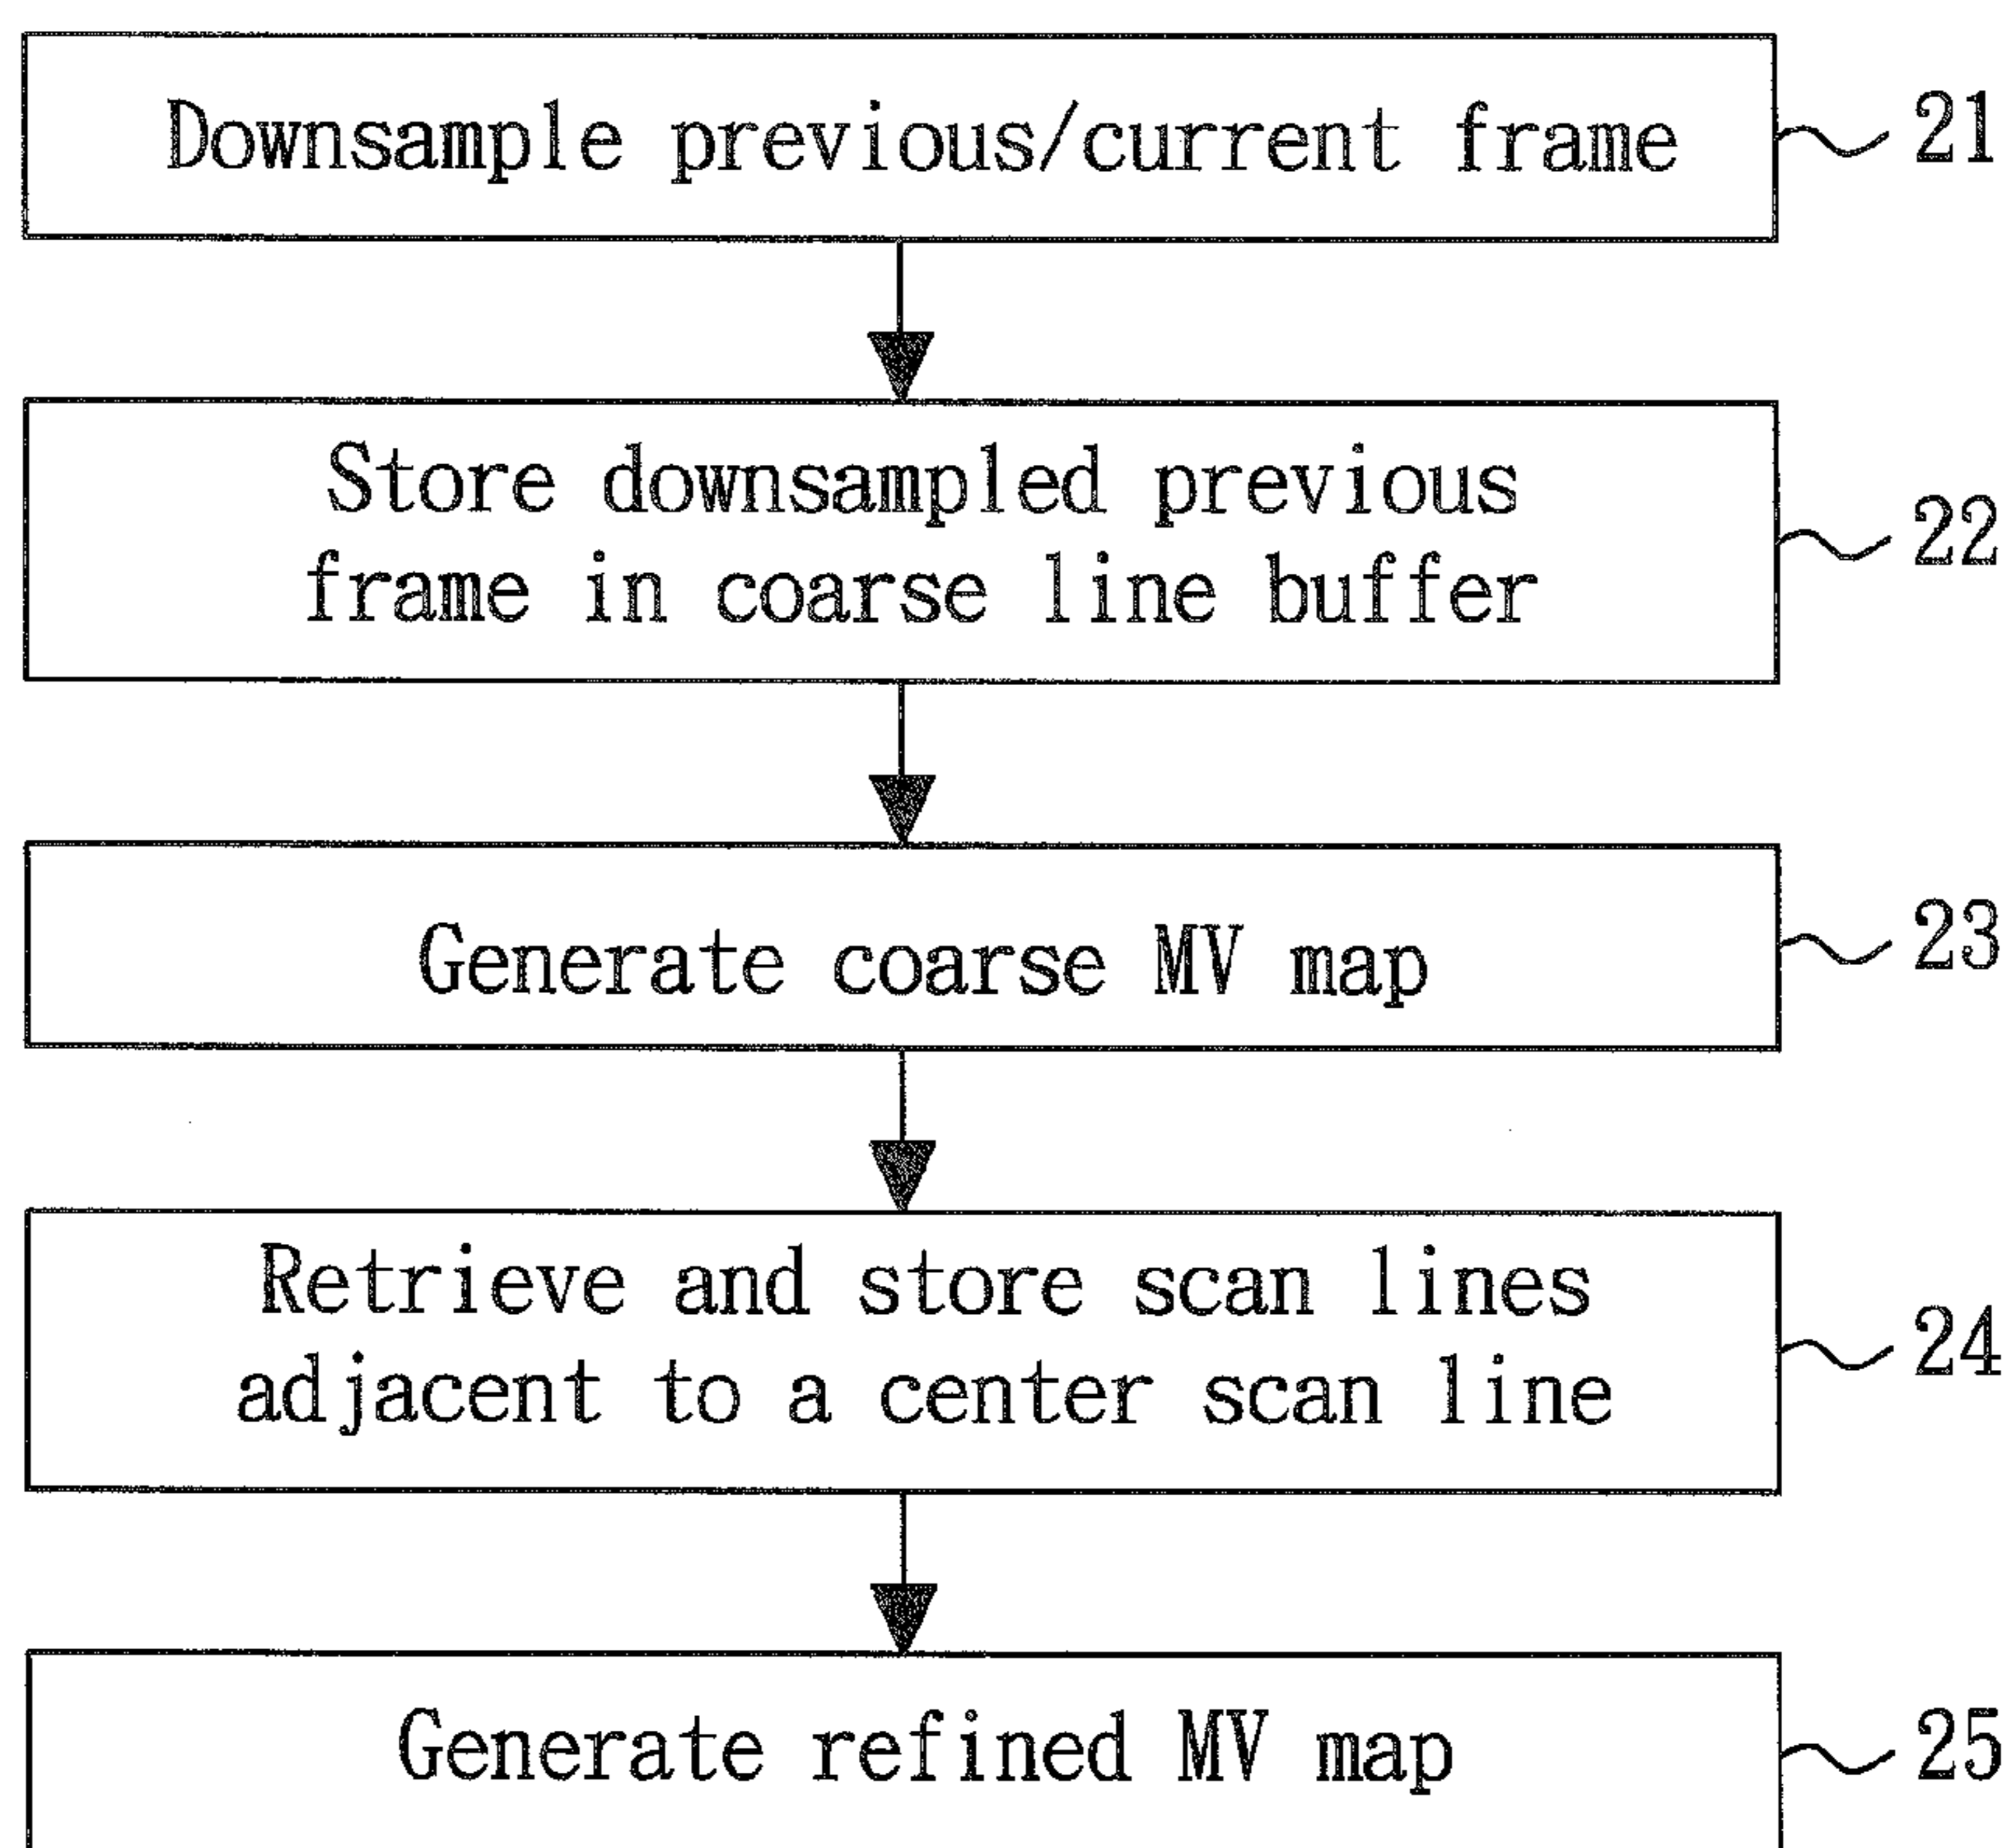 Downsample previous/current frame
21
Store downsampled previous
frame in coarse line buffer
22
Generate coarse MV map
23
Retrieve and store scan lines
adjacent to a center scan line
24
Generate refined MV map
25